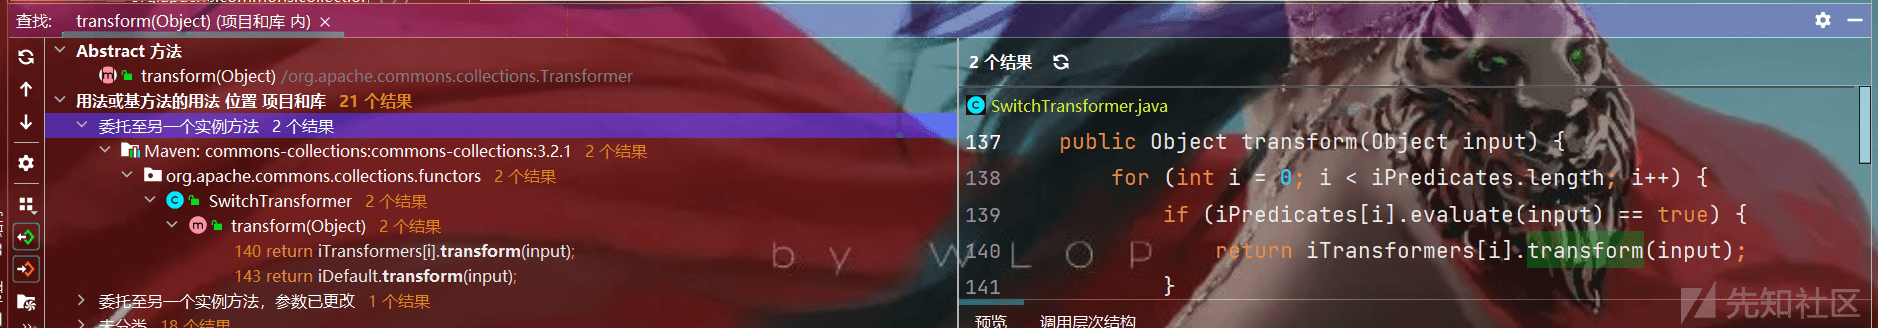 查找: transform(Object) (项目和库 内) ×
Abstract 方法
transform(Object) /org.apache.commons.collections.Transformer
用法或基方法的用法 位置 项目和库 21 个结果
委托至另一个实例方法 2 个结果
Maven: commons-collections:commons-collections:3.2.1 2 个结果
org.apache.commons.collections.functors 2 个结果
SwitchTransformer 2 个结果
transform(Object) 2 个结果
140 return iTransformers[i].transform(input);
143 return iDefault.transform(input);
委托至另一个实例方法，参数已更改 1 个结果
未分类 18 个结果
2 个结果
SwitchTransformer.java
137 public Object transform(Object input) {
138 for (int i = 0; i < iPredicates.length; i++) {
139 if (iPredicates[i].evaluate(input) == true) {
140 return iTransformers[i].transform(input);
141 }
预览 调用层次结构
by WLOP
先知社区